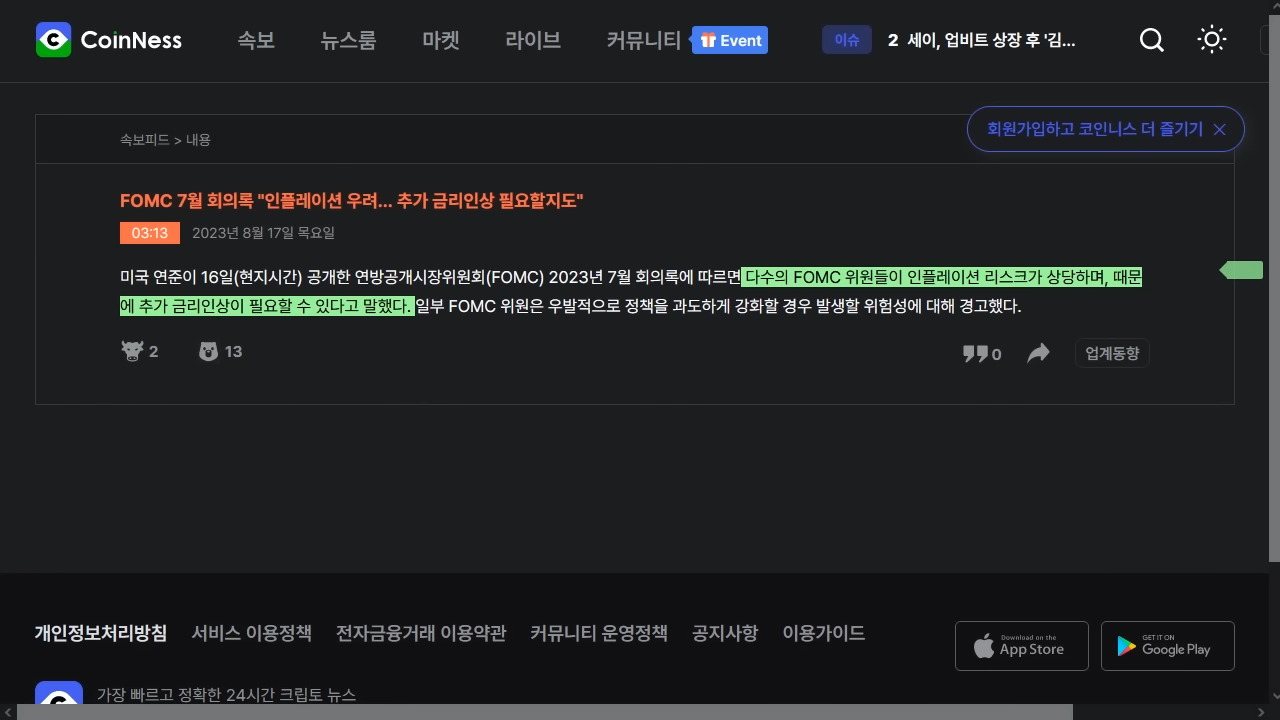 CoinNess 속보 뉴스룸 마켓 라이브 커뮤니티 Event 이슈 2 세이, 업비트 상장 후 '김...
회원가입하고 코인니스 더 즐기기
속보피드 > 내용
FOMC 7월 회의록 "인플레이션 우려... 추가 금리인상 필요할지도"
03:13 2023년 8월 17일 목요일
미국 연준이 16일(현지시간) 공개한 연방공개시장위원회(FOMC) 2023년 7월 회의록에 따르면 다수의 FOMC 위원들이 인플레이션 리스크가 상당하며, 때문
에 추가 금리인상이 필요할 수 있다고 말했다. 일부 FOMC 위원은 우발적으로 정책을 과도하게 강화할 경우 발생할 위험성에 대해 경고했다.
2 13 0 업계동향
개인정보처리방침 서비스 이용정책 전자금융거래 이용약관 커뮤니티 운영정책 공지사항 이용가이드
Download on the
App Store
GET IT ON
Google Play
가장 빠르고 정확한 24시간 크립토 뉴스